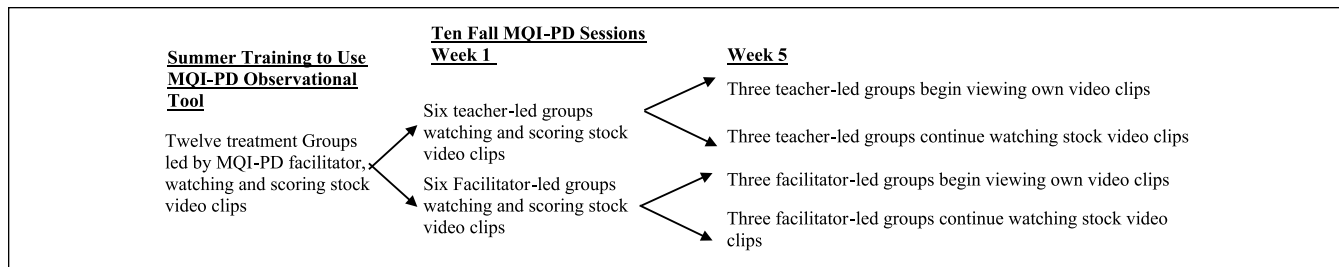 Summer Training to Use
MQI-PD Observational
Tool
Twelve treatment Groups
led by MQI-PD facilitator,
watching and scoring stock
video clips
Ten Fall MQI-PD Sessions
Week 1
Six teacher-led groups
watching and scoring stock
video clips
Six Facilitator-led groups
watching and scoring stock
video clips
Week 5
Three teacher-led groups begin viewing own video clips
Three teacher-led groups continue watching stock video clips
Three facilitator-led groups begin viewing own video clips
Three facilitator-led groups continue watching stock video
clips